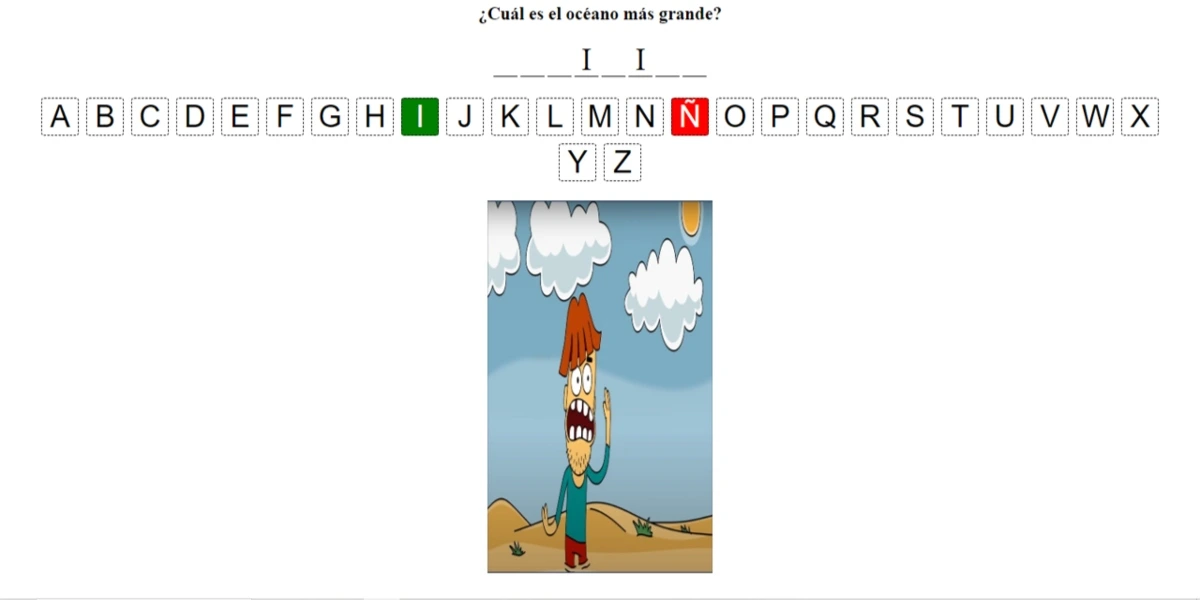 ¿Cuál es el océano más grande?
_ _ _ I _ I _ _
A B C D E F G H I J K L M N Ñ O P Q R S T U V W X
Y Z